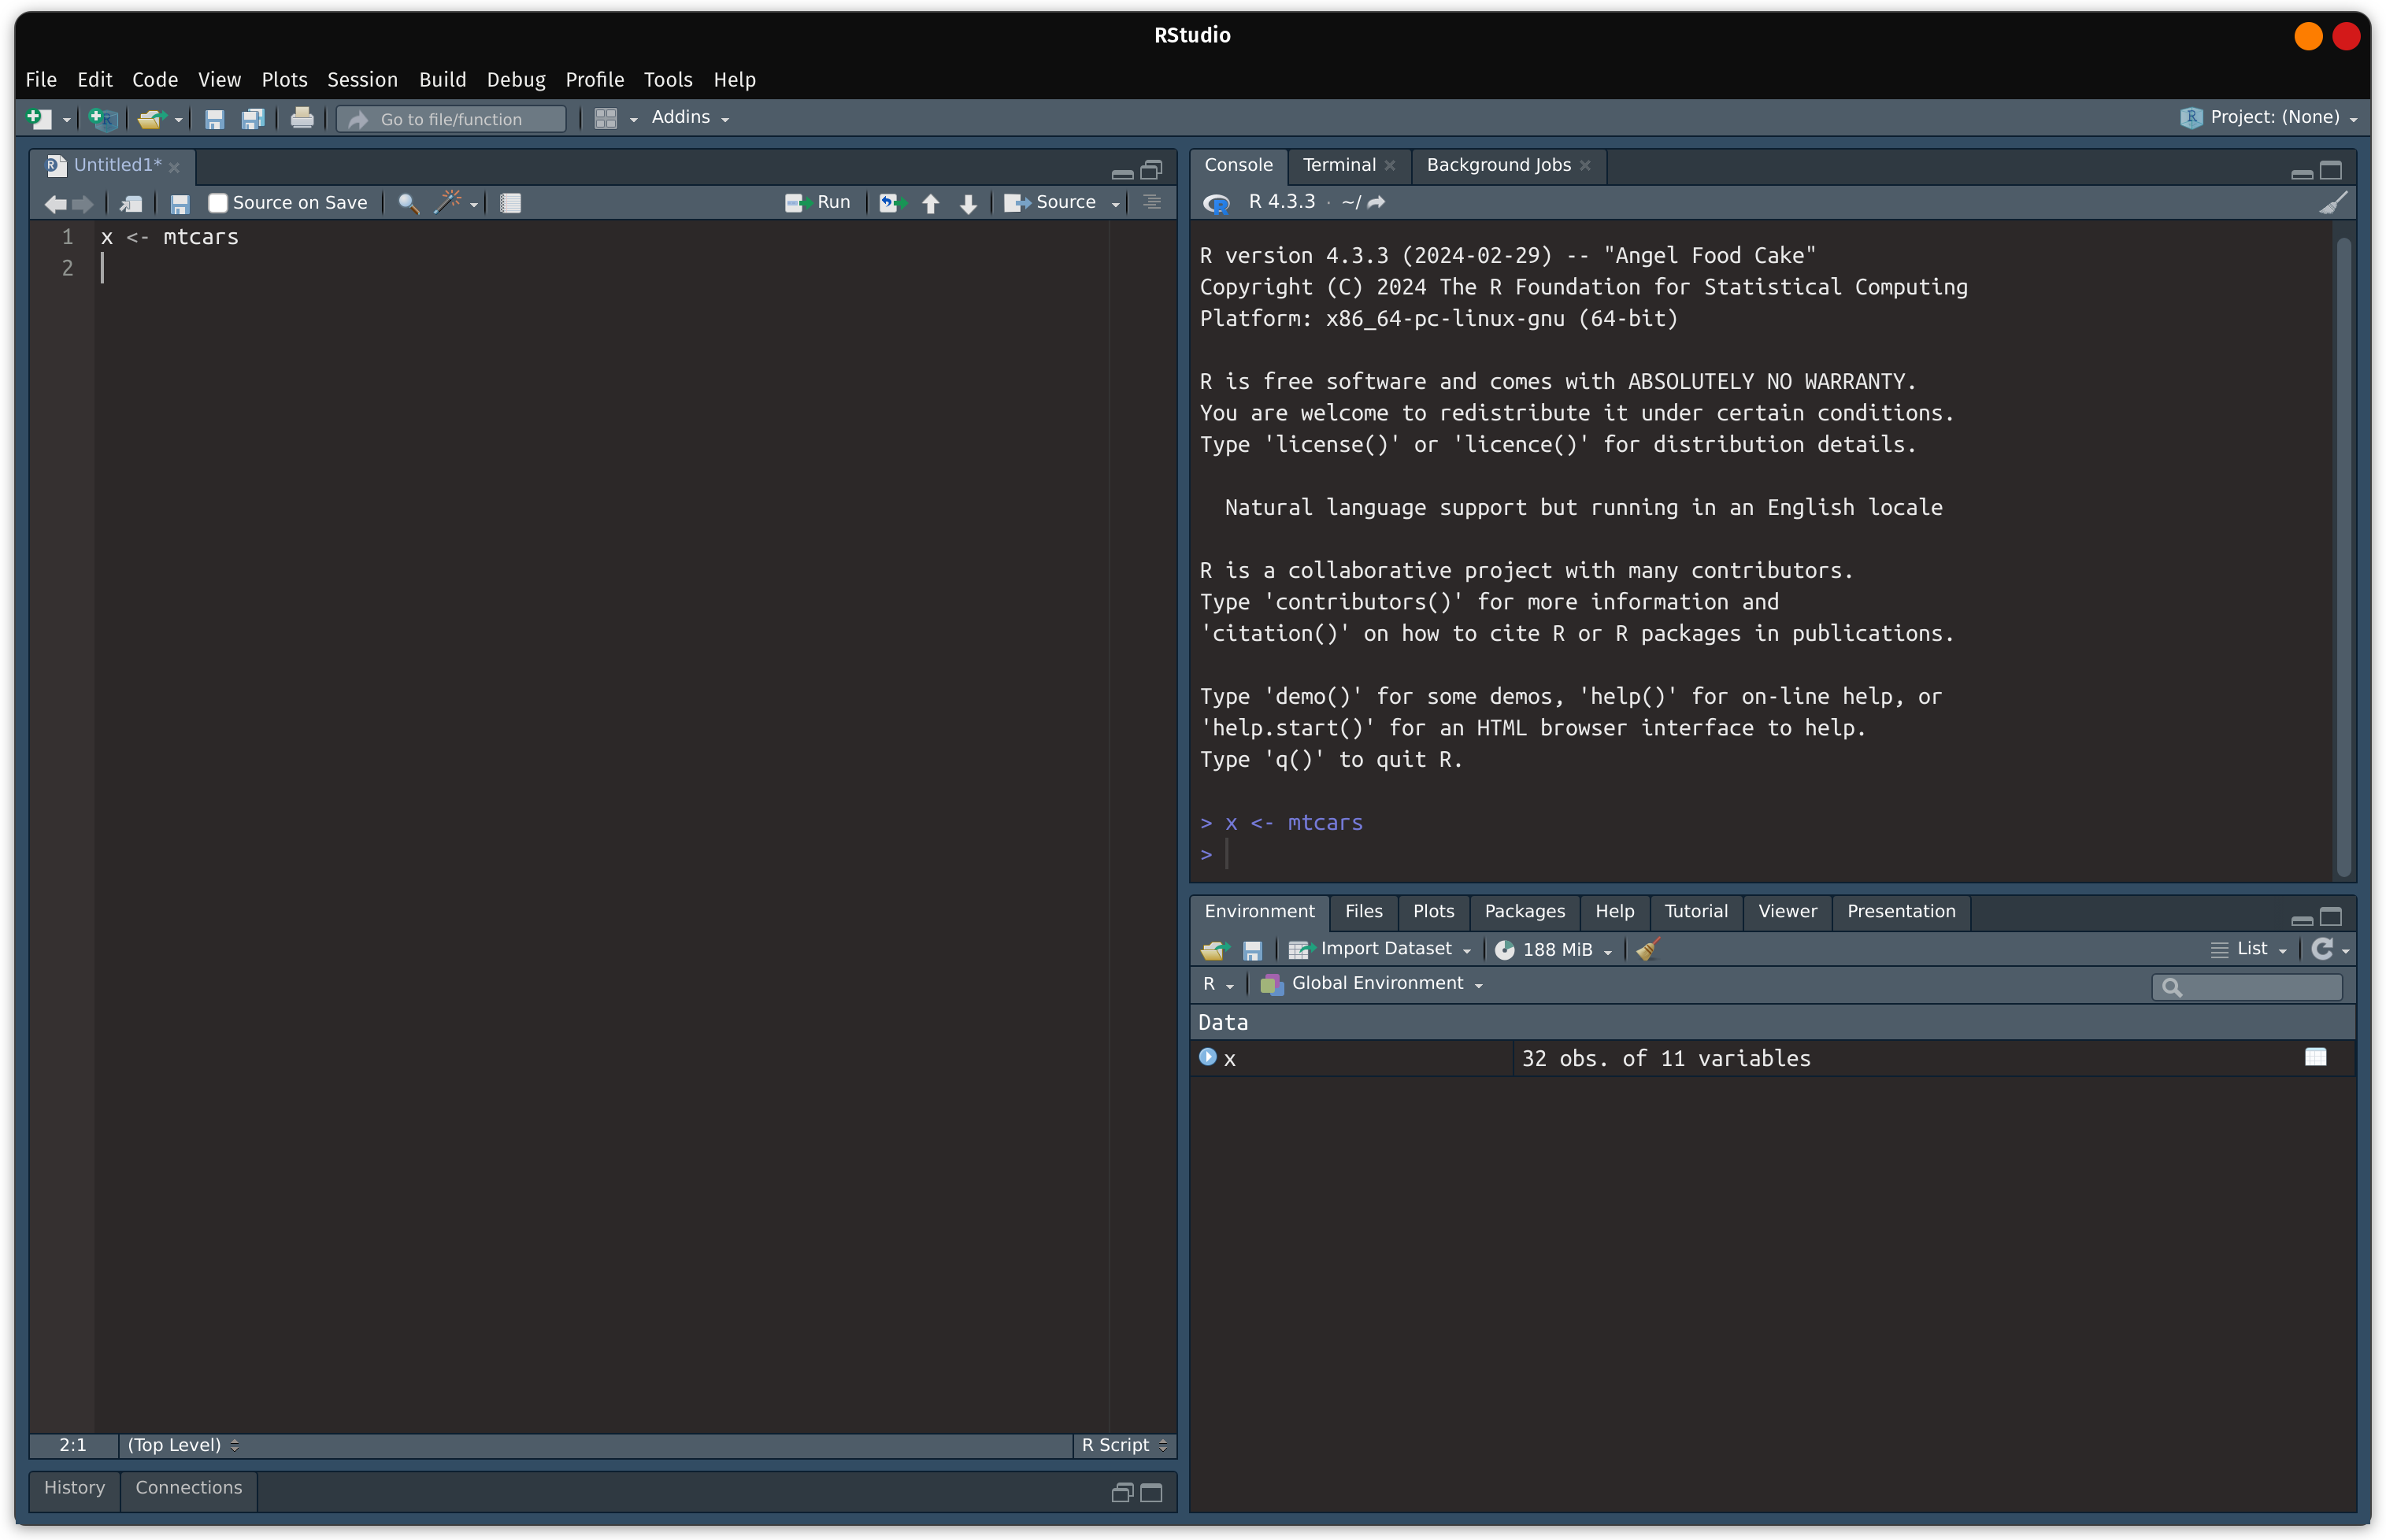 RStudio
File Edit Code View Plots Session Build Debug Profile Tools Help
Go to file/function Addins Project: (None)
Untitled1*
Source on Save Run Source
1 x <- mtcars
2
2:1 (Top Level) R Script
History Connections
Console Terminal Background Jobs
R 4.3.3 · ~/
R version 4.3.3 (2024-02-29) -- "Angel Food Cake"
Copyright (C) 2024 The R Foundation for Statistical Computing
Platform: x86_64-pc-linux-gnu (64-bit)
R is free software and comes with ABSOLUTELY NO WARRANTY.
You are welcome to redistribute it under certain conditions.
Type 'license()' or 'licence()' for distribution details.
Natural language support but running in an English locale
R is a collaborative project with many contributors.
Type 'contributors()' for more information and
'citation()' on how to cite R or R packages in publications.
Type 'demo()' for some demos, 'help()' for on-line help, or
'help.start()' for an HTML browser interface to help.
Type 'q()' to quit R.
> x <- mtcars
>
Environment Files Plots Packages Help Tutorial Viewer Presentation
Import Dataset 188 MiB List
R Global Environment
Data
x 32 obs. of 11 variables